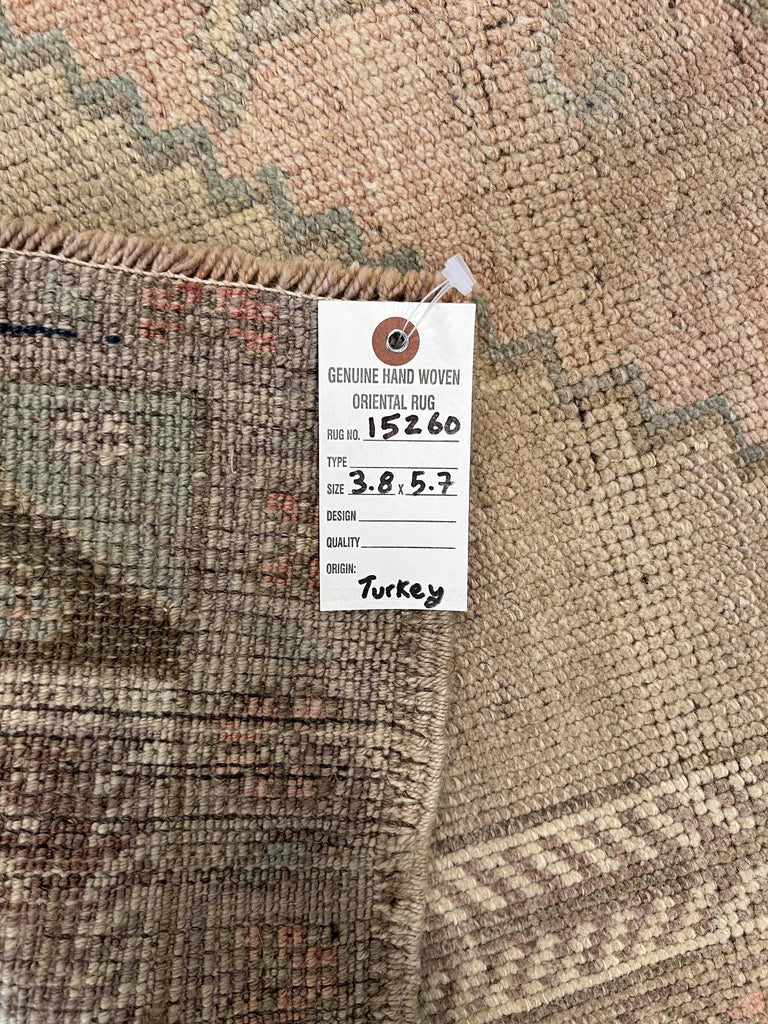 GENUINE HAND WOVEN
ORIENTAL RUG
RUG NO. 15260
TYPE
SIZE 3.8 x 5.7
DESIGN
QUALITY
ORIGIN:
Turkey